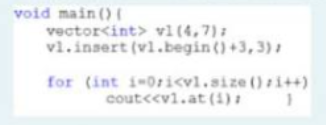 void main(){
vector<int> v1(4,7);
v1.insert(v1.begin()+3,3);
for (int i=0;i<v1.size();i++)
cout<<v1.at(i); }